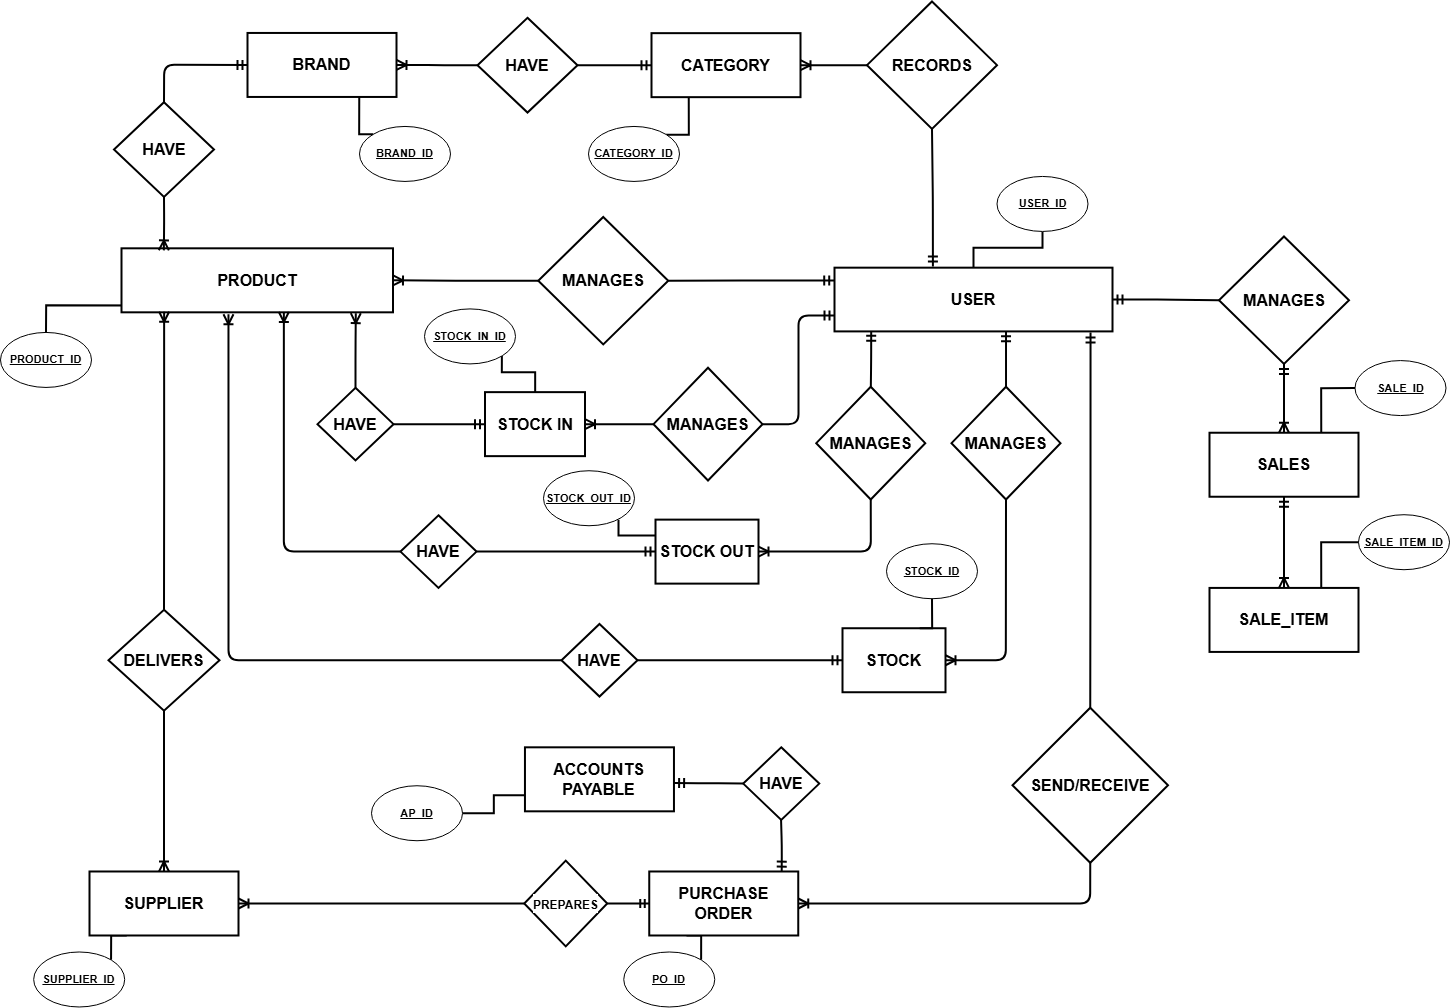 BRAND
HAVE
CATEGORY
RECORDS
HAVE
BRAND_ID
CATEGORY_ID
USER_ID
PRODUCT
MANAGES
USER
MANAGES
PRODUCT_ID
STOCK_IN_ID
SALE_ID
HAVE
STOCK IN
MANAGES
MANAGES
MANAGES
SALES
STOCK_OUT_ID
HAVE
STOCK OUT
SALE_ITEM_ID
STOCK_ID
SALE_ITEM
DELIVERS
HAVE
STOCK
ACCOUNTS
PAYABLE
HAVE
SEND/RECEIVE
AP_ID
SUPPLIER
PREPARES
PURCHASE
ORDER
SUPPLIER_ID
PO_ID